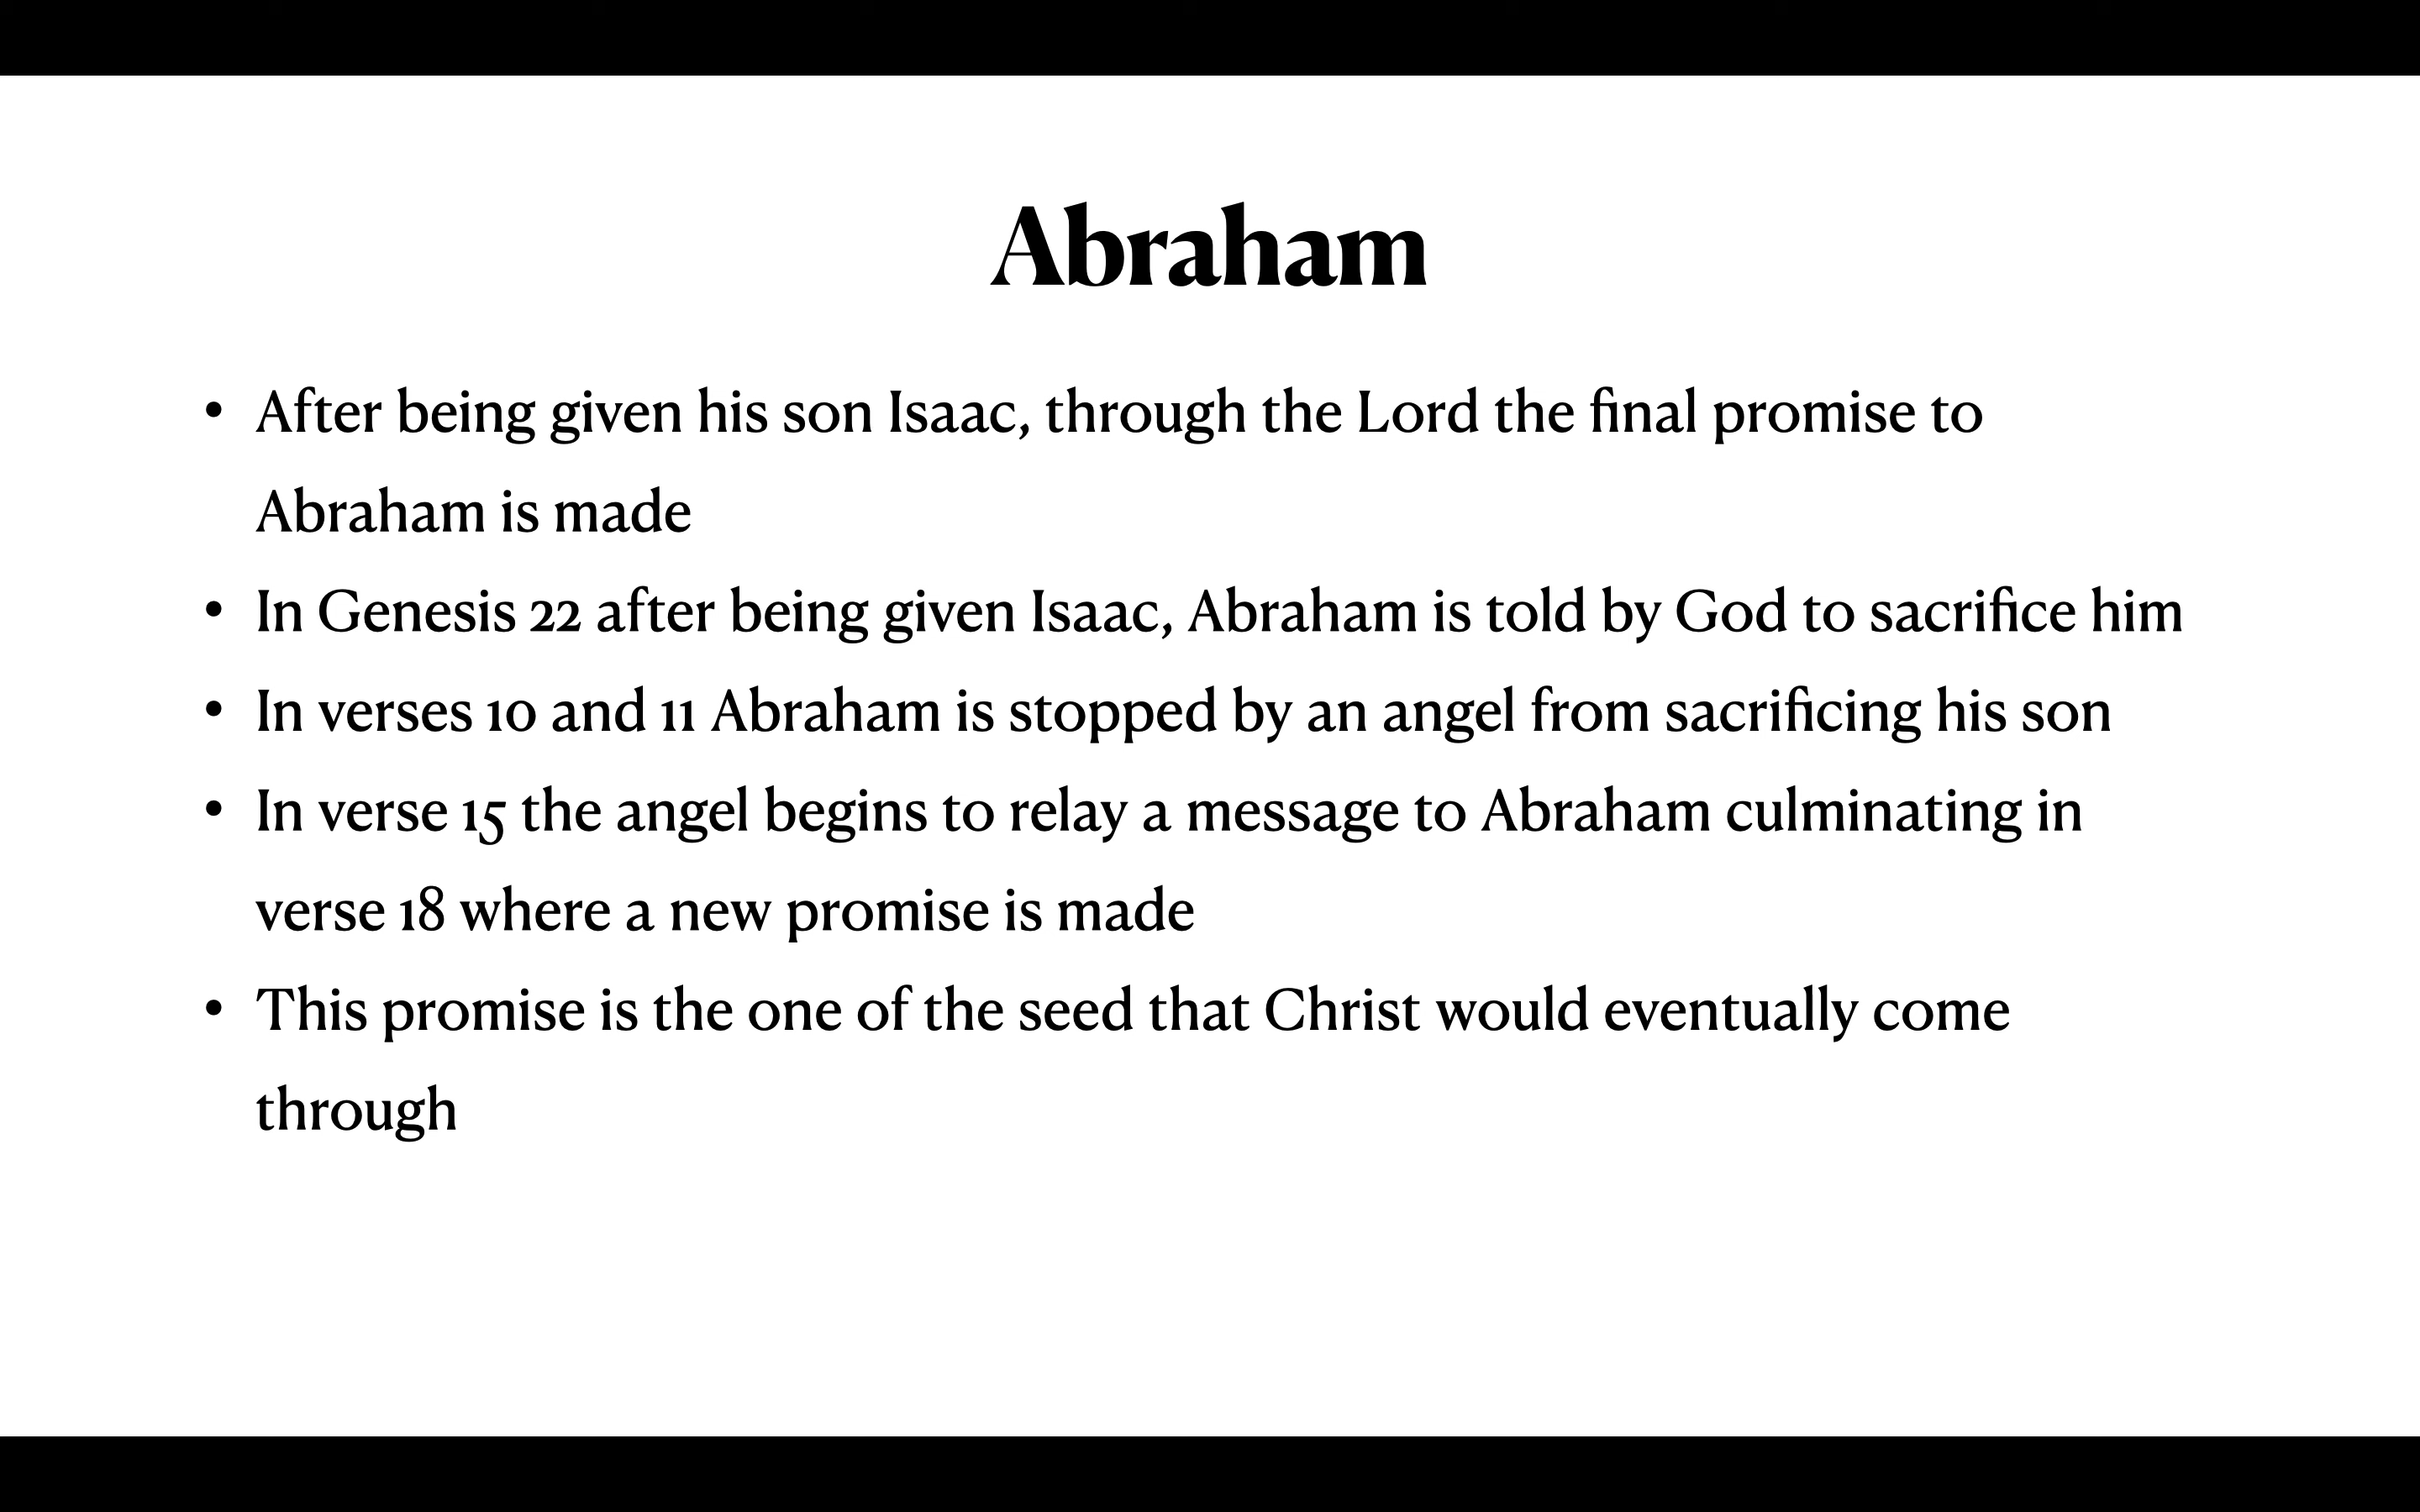 Abraham
• After being given his son Isaac, through the Lord the final promise to
Abraham is made
• In Genesis 22 after being given Isaac, Abraham is told by God to sacrifice him
• In verses 10 and 11 Abraham is stopped by an angel from sacrificing his son
• In verse 15 the angel begins to relay a message to Abraham culminating in
verse 18 where a new promise is made
• This promise is the one of the seed that Christ would eventually come
through